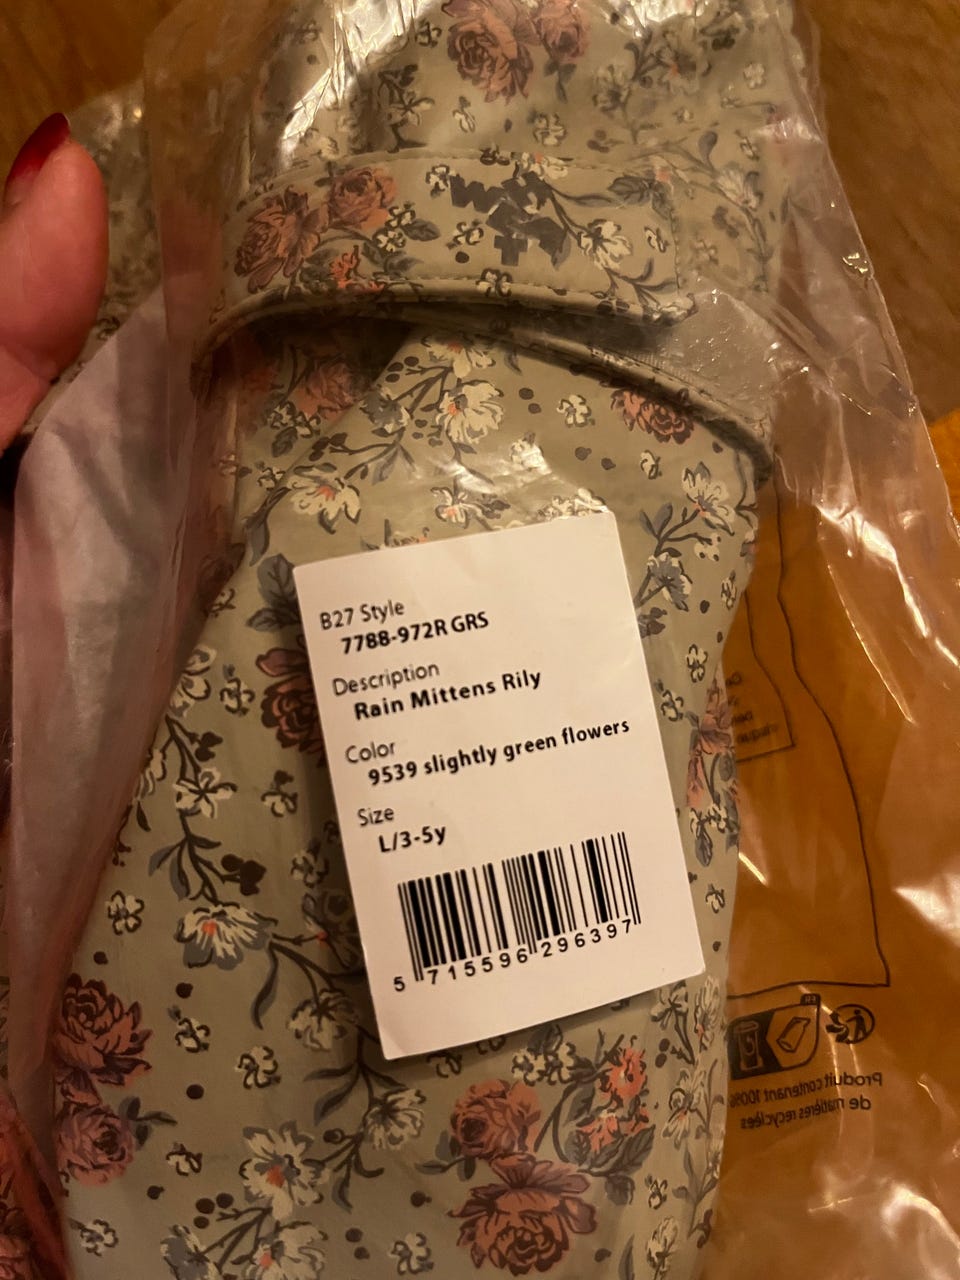 B27 Style
7788-972R GRS
Description
Rain Mittens Rily
Color
9539 slightly green flowers
Size
L/3-5y
5 715596 296397
FR
Produit contenant 100%
de matières recyclées